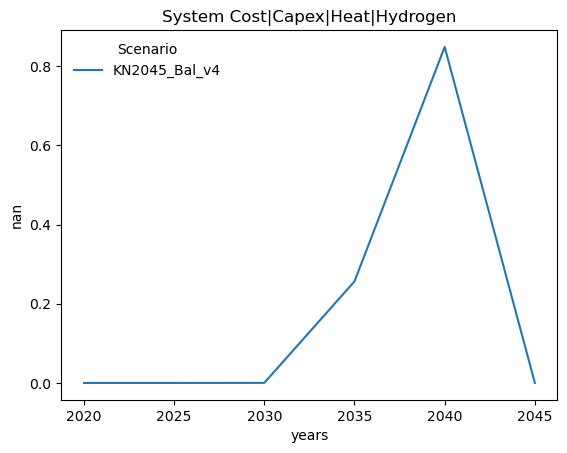 System Cost|Capex|Heat|Hydrogen
Scenario
KN2045_Bal_v4
0.8
0.6
0.4
0.2
0.0
nan
2020 2025 2030 2035 2040 2045
years